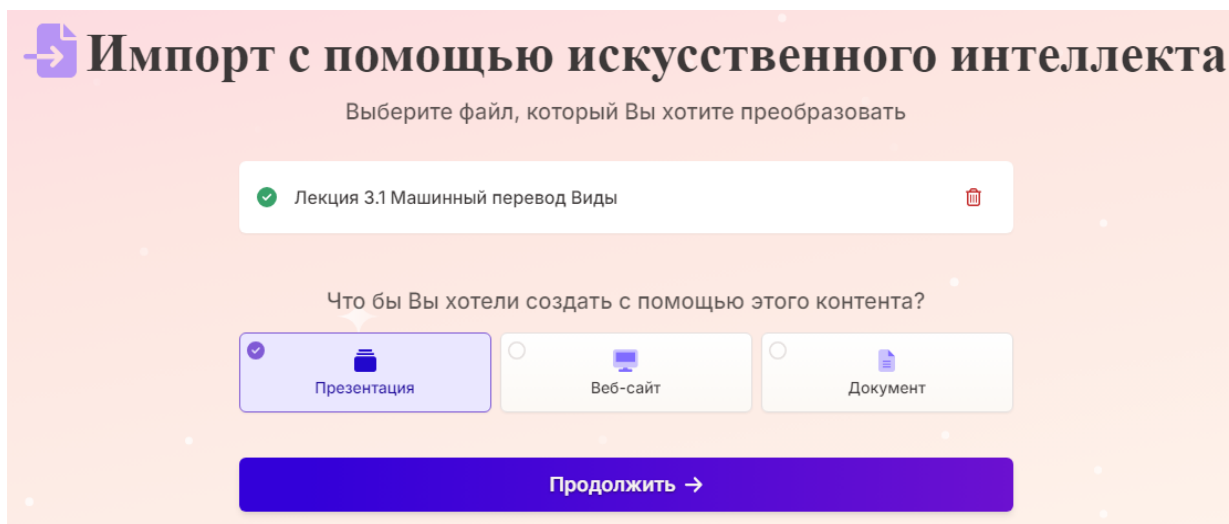 Импорт с помощью искусственного интеллекта
Выберите файл, который Вы хотите преобразовать
Лекция 3.1 Машинный перевод Виды
Что бы Вы хотели создать с помощью этого контента?
Презентация
Веб-сайт
Документ
Продолжить →